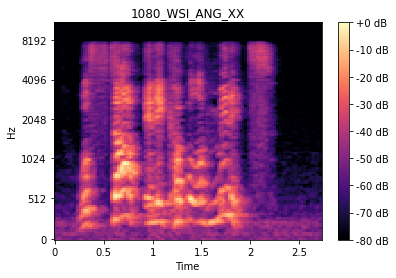 1080_WSI_ANG_XX
+0 dB
8192
-10 dB
4096
-20 dB
-30 dB
2048
Hz
-40 dB
1024
-50 dB
512
-60 dB
-70 dB
0
-80 dB
0 0.5 1 1.5 2 2.5
Time